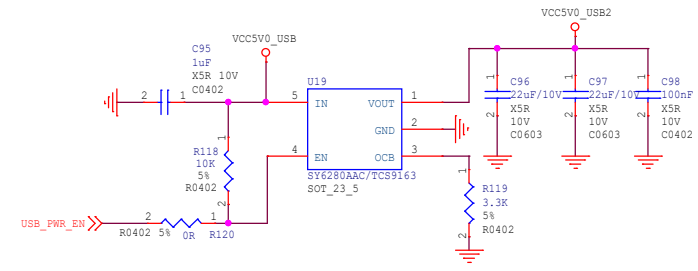 VCC5V0_USB2
VCC5V0_USB
C95
1uF
X5R 10V
C0402
2
1
U19
5
IN
VOUT
1
GND
2
4
EN
OCB
3
SY6280AAC/TCS9163
SOT_23_5
1
C96
22uF/10V
X5R
10V
C0603
2
1
C97
22uF/10V
X5R
10V
C0603
2
1
C98
100nF
X5R
10V
C0402
2
1
R118
10K
5%
R0402
2
1
R119
3.3K
5%
R0402
2
USB_PWR_EN
2
1
R0402 5%
0R
R120